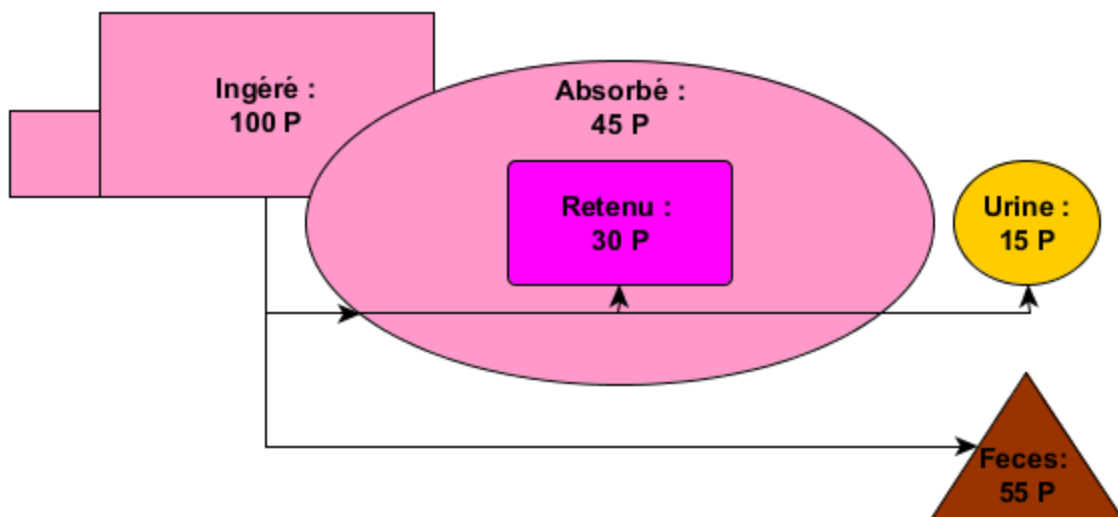 Ingéré :
100 P
Absorbé :
45 P
Retenu :
30 P
Urine :
15 P
Feces:
55 P